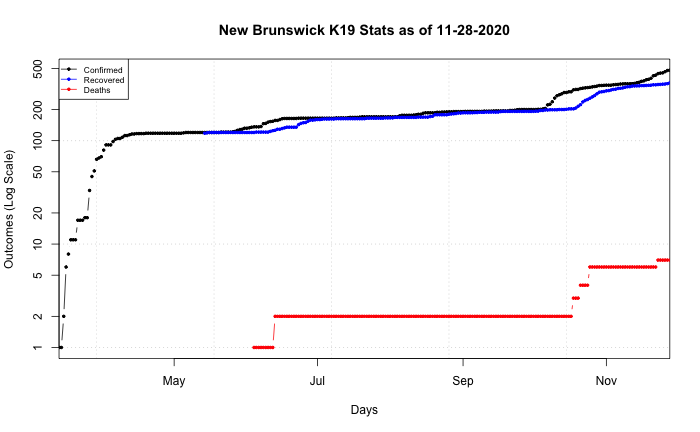 New Brunswick K19 Stats as of 11-28-2020
Confirmed
Recovered
Deaths
Outcomes (Log Scale)
500
200
100
50
20
10
5
2
1
May Jul Sep Nov
Days